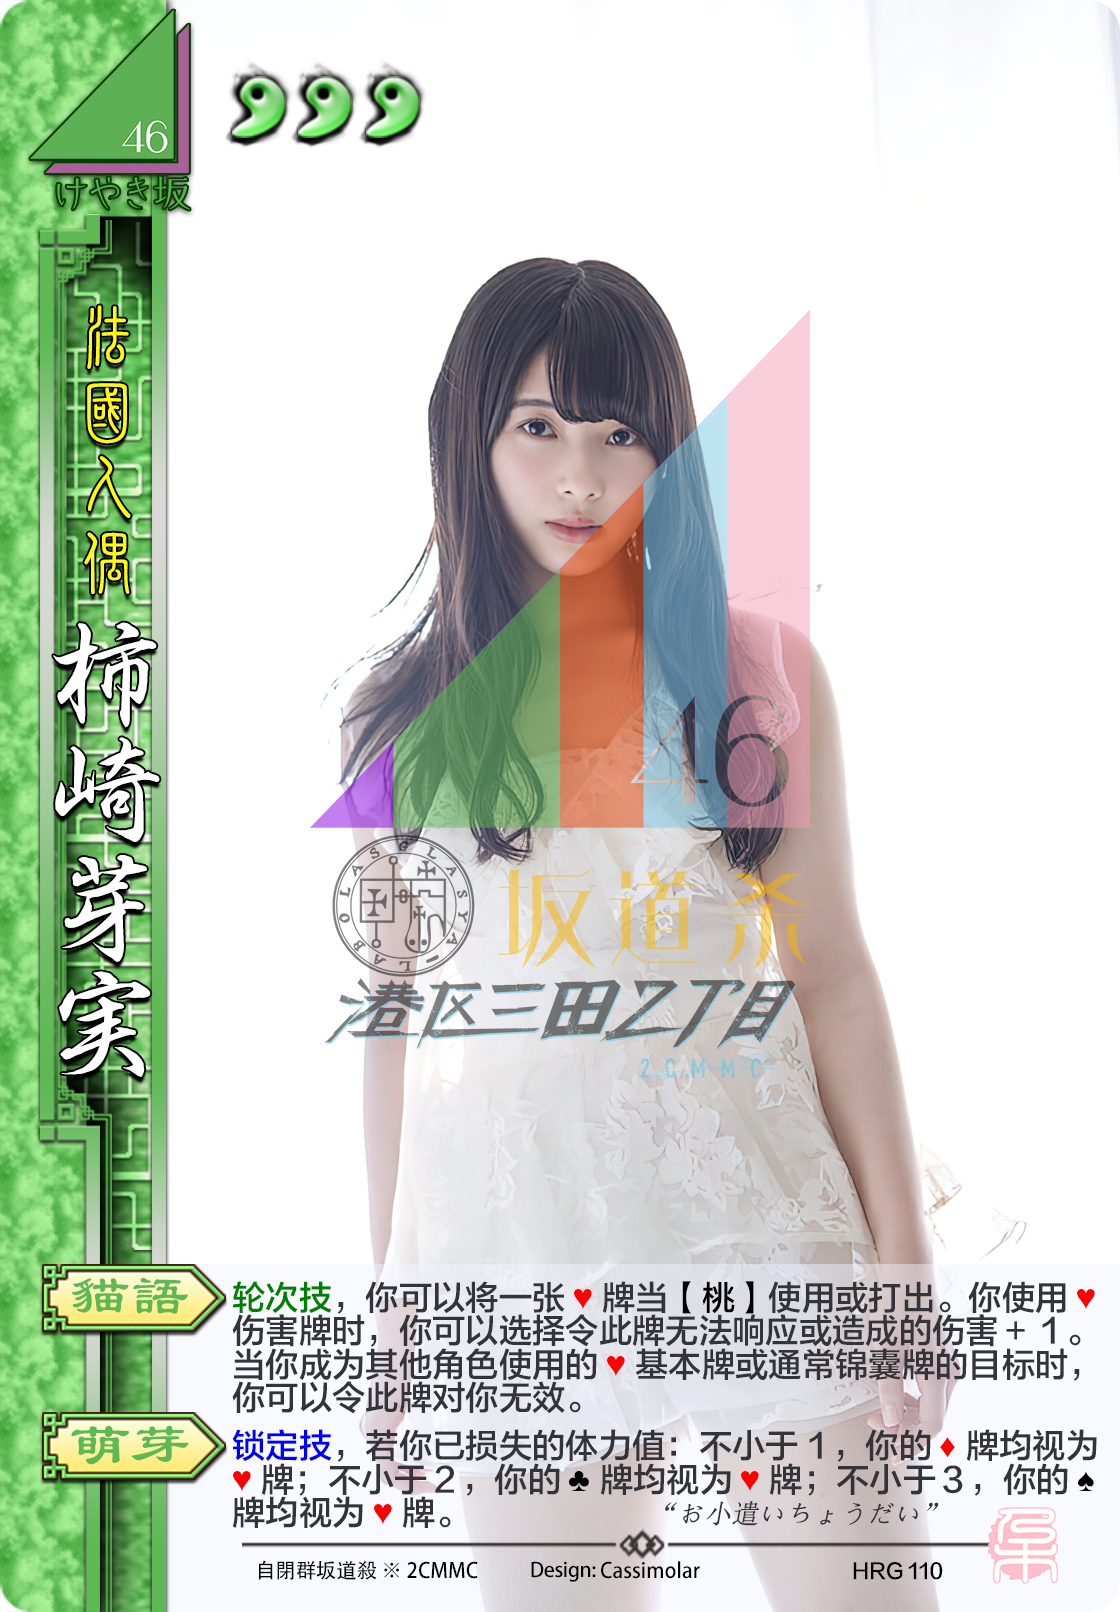 46
けやき坂
法國人偶
柿崎芽実
46
GLASYA LABOLAS
坂道杀
港区三田2丁目
2CMMC
貓語
轮次技，你可以将一张♥牌当【桃】使用或打出。你使用♥
伤害牌时，你可以选择令此牌无法响应或造成的伤害＋１。
当你成为其他角色使用的♥基本牌或通常锦囊牌的目标时，
你可以令此牌对你无效。
萌芽
锁定技，若你已损失的体力值：不小于１，你的♦牌均视为
♥牌；不小于２，你的♣牌均视为♥牌；不小于３，你的♠
牌均视为♥牌。
“お小遣いちょうだい”
自閉群坂道殺 ※ 2CMMC
Design: Cassimolar
HRG 110